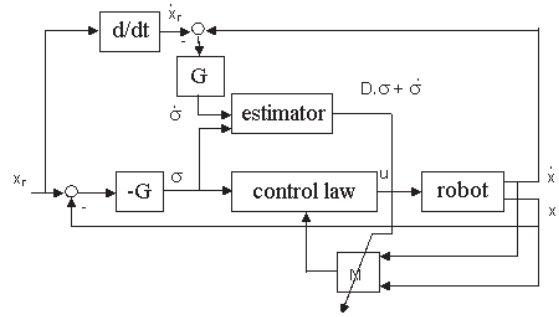 d/dt
ẋr
-
G
D.σ + σ̇
σ̇
estimator
xr
-
-G
σ
control law
u
robot
ẋ
x
M